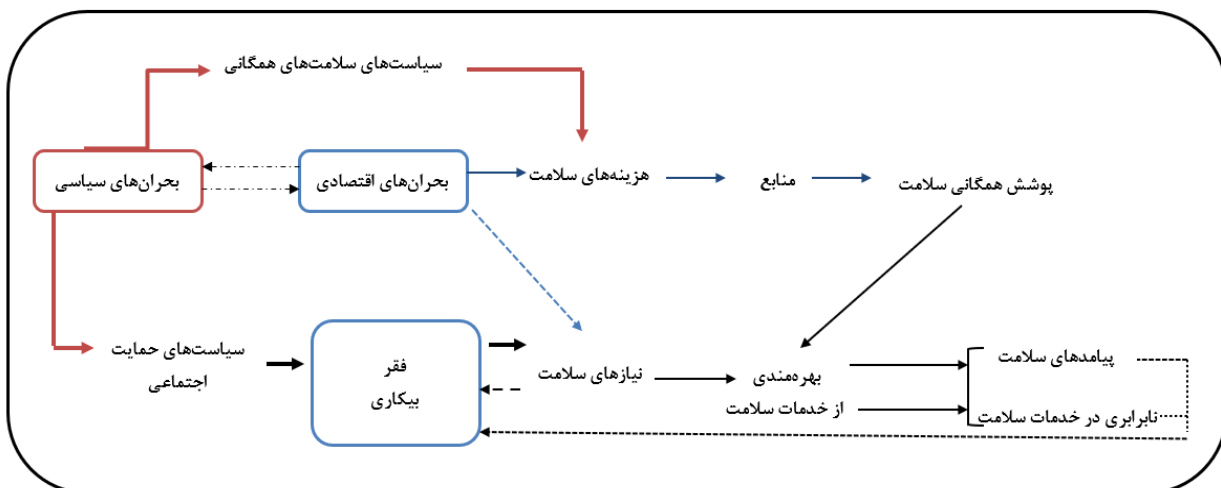 سیاست‌های سلامت‌های همگانی
بحران‌های سیاسی
بحران‌های اقتصادی
هزینه‌های سلامت
منابع
پوشش همگانی سلامت
سیاست‌های حمایت
اجتماعی
فقر
بیکاری
نیازهای سلامت
بهره‌مندی
از خدمات سلامت
پیامدهای سلامت
نابرابری در خدمات سلامت